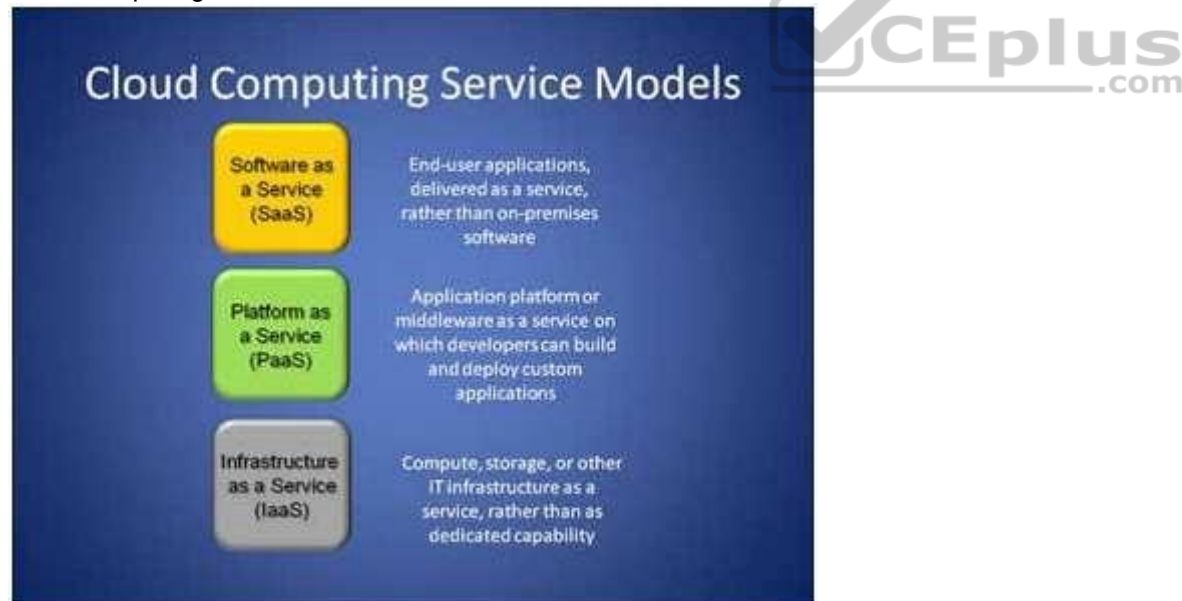 CEplus
.com
Cloud Computing Service Models
Software as
a Service
(SaaS)
End-user applications,
delivered as a service,
rather than on-premises
software
Platform as
a Service
(PaaS)
Application platform or
middleware as a service on
which developers can build
and deploy custom
applications
Infrastructure
as a Service
(IaaS)
Compute, storage, or other
IT infrastructure as a
service, rather than as
dedicated capability